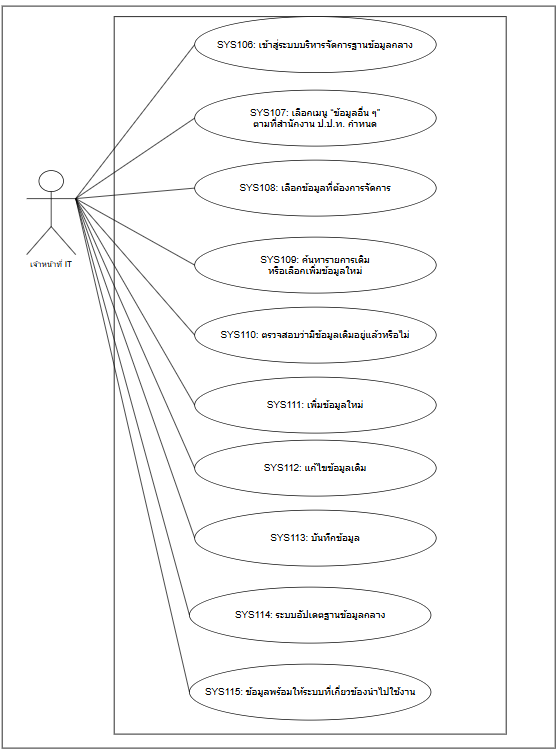 SYS106: เข้าสู่ระบบบริหารจัดการฐานข้อมูลกลาง
SYS107: เลือกเมนู “ข้อมูลอื่น ๆ”
ตามที่สำนักงาน ป.ป.ท. กำหนด
SYS108: เลือกข้อมูลที่ต้องการจัดการ
เจ้าหน้าที่ IT
SYS109: ค้นหารายการเดิม
หรือเลือกเพิ่มข้อมูลใหม่
SYS110: ตรวจสอบว่ามีข้อมูลเดิมอยู่แล้วหรือไม่
SYS111: เพิ่มข้อมูลใหม่
SYS112: แก้ไขข้อมูลเดิม
SYS113: บันทึกข้อมูล
SYS114: ระบบอัปเดตฐานข้อมูลกลาง
SYS115: ข้อมูลพร้อมให้ระบบที่เกี่ยวข้องนำไปใช้งาน